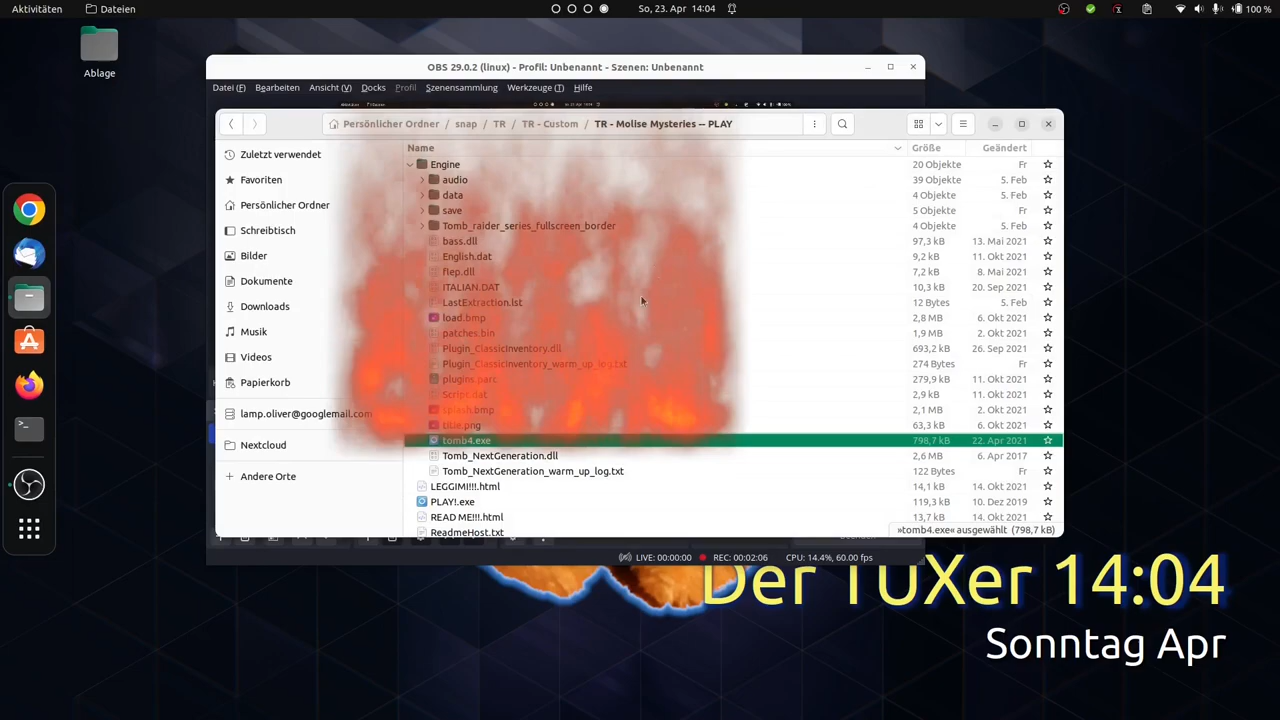 Aktivitäten Dateien So, 23. Apr 14:04 100 %
Ablage
OBS 29.0.2 (linux) - Profil: Unbenannt - Szenen: Unbenannt
Datei (F) Bearbeiten Ansicht (V) Docks Profil Szenensammlung Werkzeuge (T) Hilfe
Persönlicher Ordner / snap / TR / TR - Custom / TR - Molise Mysteries -- PLAY
Name Größe Geändert
Zuletzt verwendet
Favoriten
Persönlicher Ordner
Schreibtisch
Bilder
Dokumente
Downloads
Musik
Videos
Papierkorb
lamp.oliver@googlemail.com
Nextcloud
Andere Orte
Engine 20 Objekte Fr
audio 39 Objekte 5. Feb
data 4 Objekte 5. Feb
save 5 Objekte Fr
Tomb_raider_series_fullscreen_border 4 Objekte 5. Feb
bass.dll 97,3 kB 13. Mai 2021
English.dat 9,2 kB 11. Okt 2021
flep.dll 7,2 kB 8. Mai 2021
ITALIAN.DAT 10,3 kB 20. Sep 2021
LastExtraction.lst 12 Bytes 5. Feb
load.bmp 2,8 MB 6. Okt 2021
patches.bin 1,9 MB 2. Okt 2021
Plugin_ClassicInventory.dll 693,2 kB 26. Sep 2021
Plugin_ClassicInventory_warm_up_log.txt 274 Bytes Fr
plugins.parc 279,9 kB 11. Okt 2021
Script.dat 2,9 kB 11. Okt 2021
splash.bmp 2,1 MB 2. Okt 2021
title.png 63,3 kB 6. Okt 2021
tomb4.exe 798,7 kB 22. Apr 2021
Tomb_NextGeneration.dll 2,6 MB 6. Apr 2017
Tomb_NextGeneration_warm_up_log.txt 122 Bytes Fr
LEGGIMI!!!.html 14,1 kB 14. Okt 2021
PLAY!.exe 119,3 kB 10. Dez 2019
READ ME!!!.html 13,7 kB 14. Okt 2021
ReadmeHost.txt
»tomb4.exe« ausgewählt (798,7 kB)
LIVE: 00:00:00 REC: 00:02:06 CPU: 14.4%, 60.00 fps
Der TUXer 14:04
Sonntag Apr